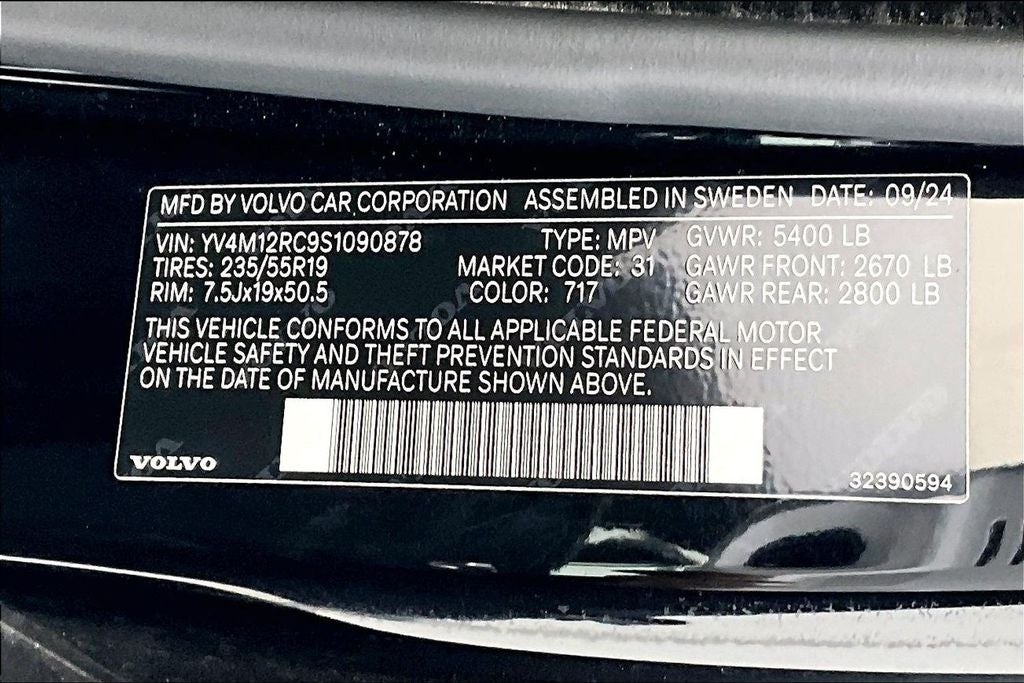 MFD BY VOLVO CAR CORPORATION ASSEMBLED IN SWEDEN DATE: 09/24
VIN: YV4M12RC9S1090878 TYPE: MPV GVWR: 5400 LB
TIRES: 235/55R19 MARKET CODE: 31 GAWR FRONT: 2670 LB
RIM: 7.5Jx19x50.5 COLOR: 717 GAWR REAR: 2800 LB
THIS VEHICLE CONFORMS TO ALL APPLICABLE FEDERAL MOTOR
VEHICLE SAFETY AND THEFT PREVENTION STANDARDS IN EFFECT
ON THE DATE OF MANUFACTURE SHOWN ABOVE.
VOLVO
32390594